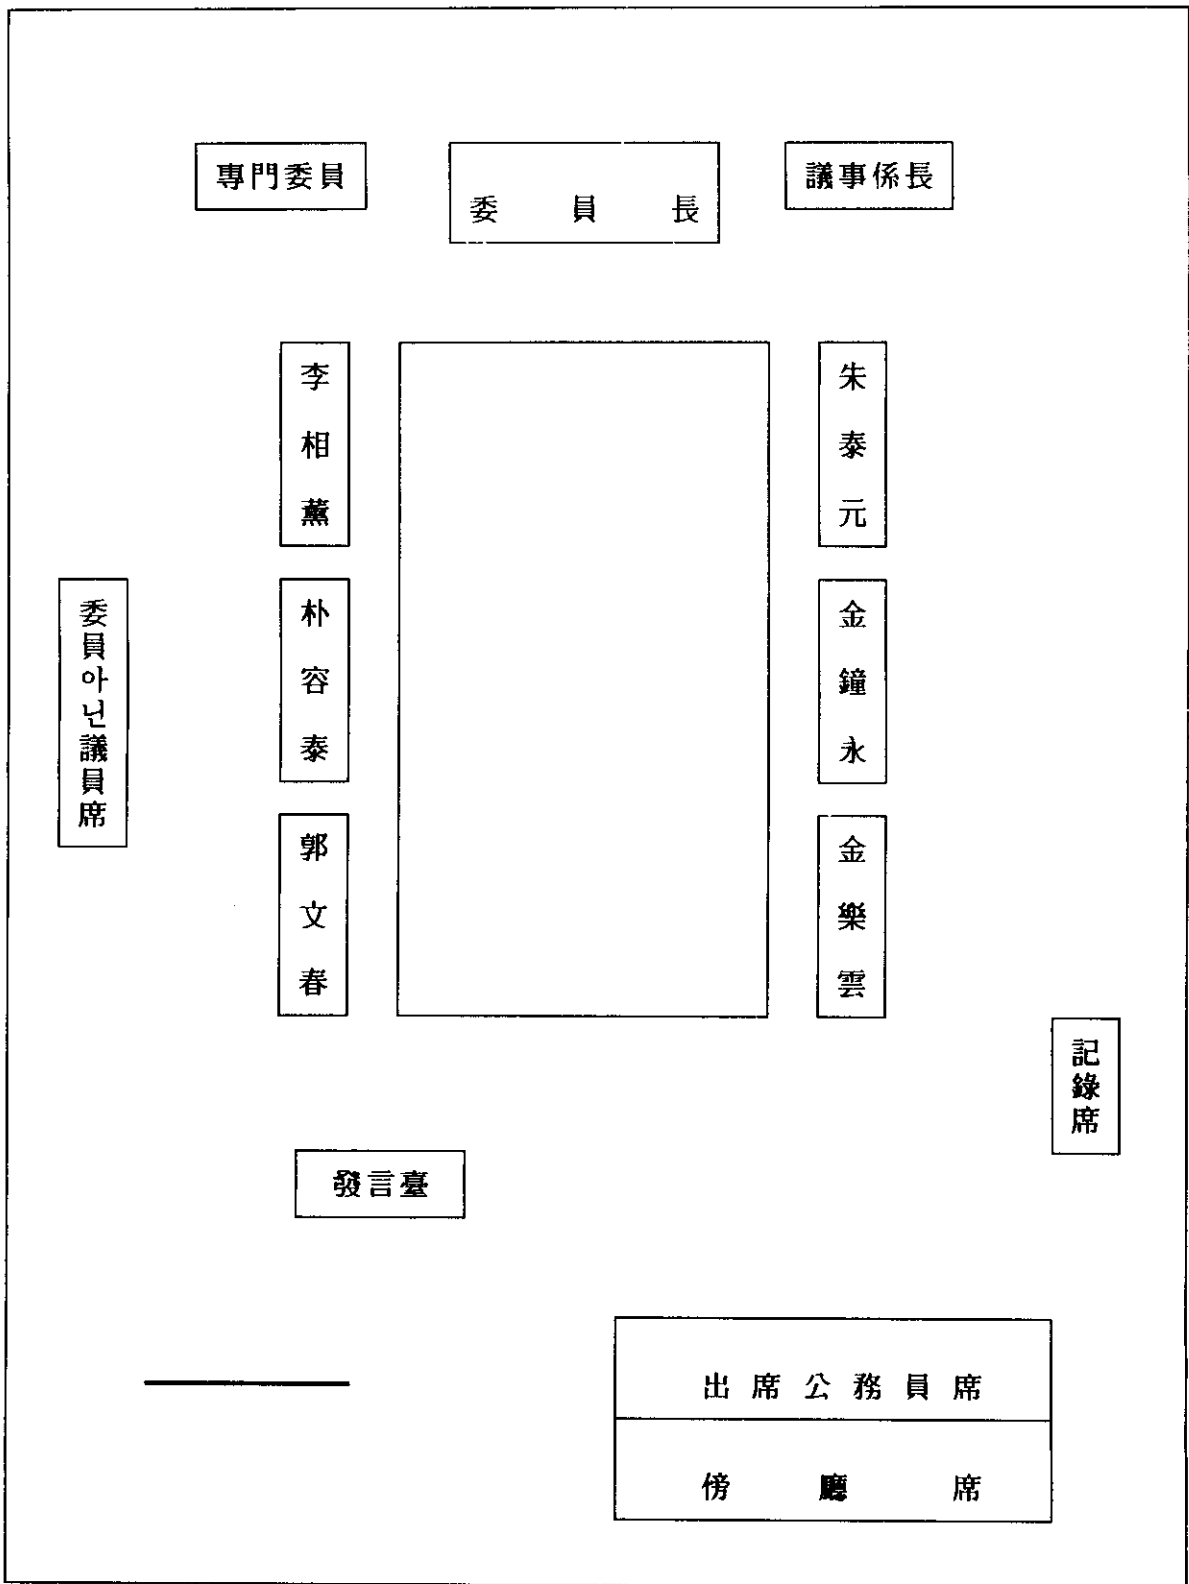 專門委員
委員長
議事係長
李相薰
朱泰元
委員아닌議員席
朴容泰
金鐘永
郭文春
金樂雲
記錄席
發言臺
出席公務員席
傍廳席